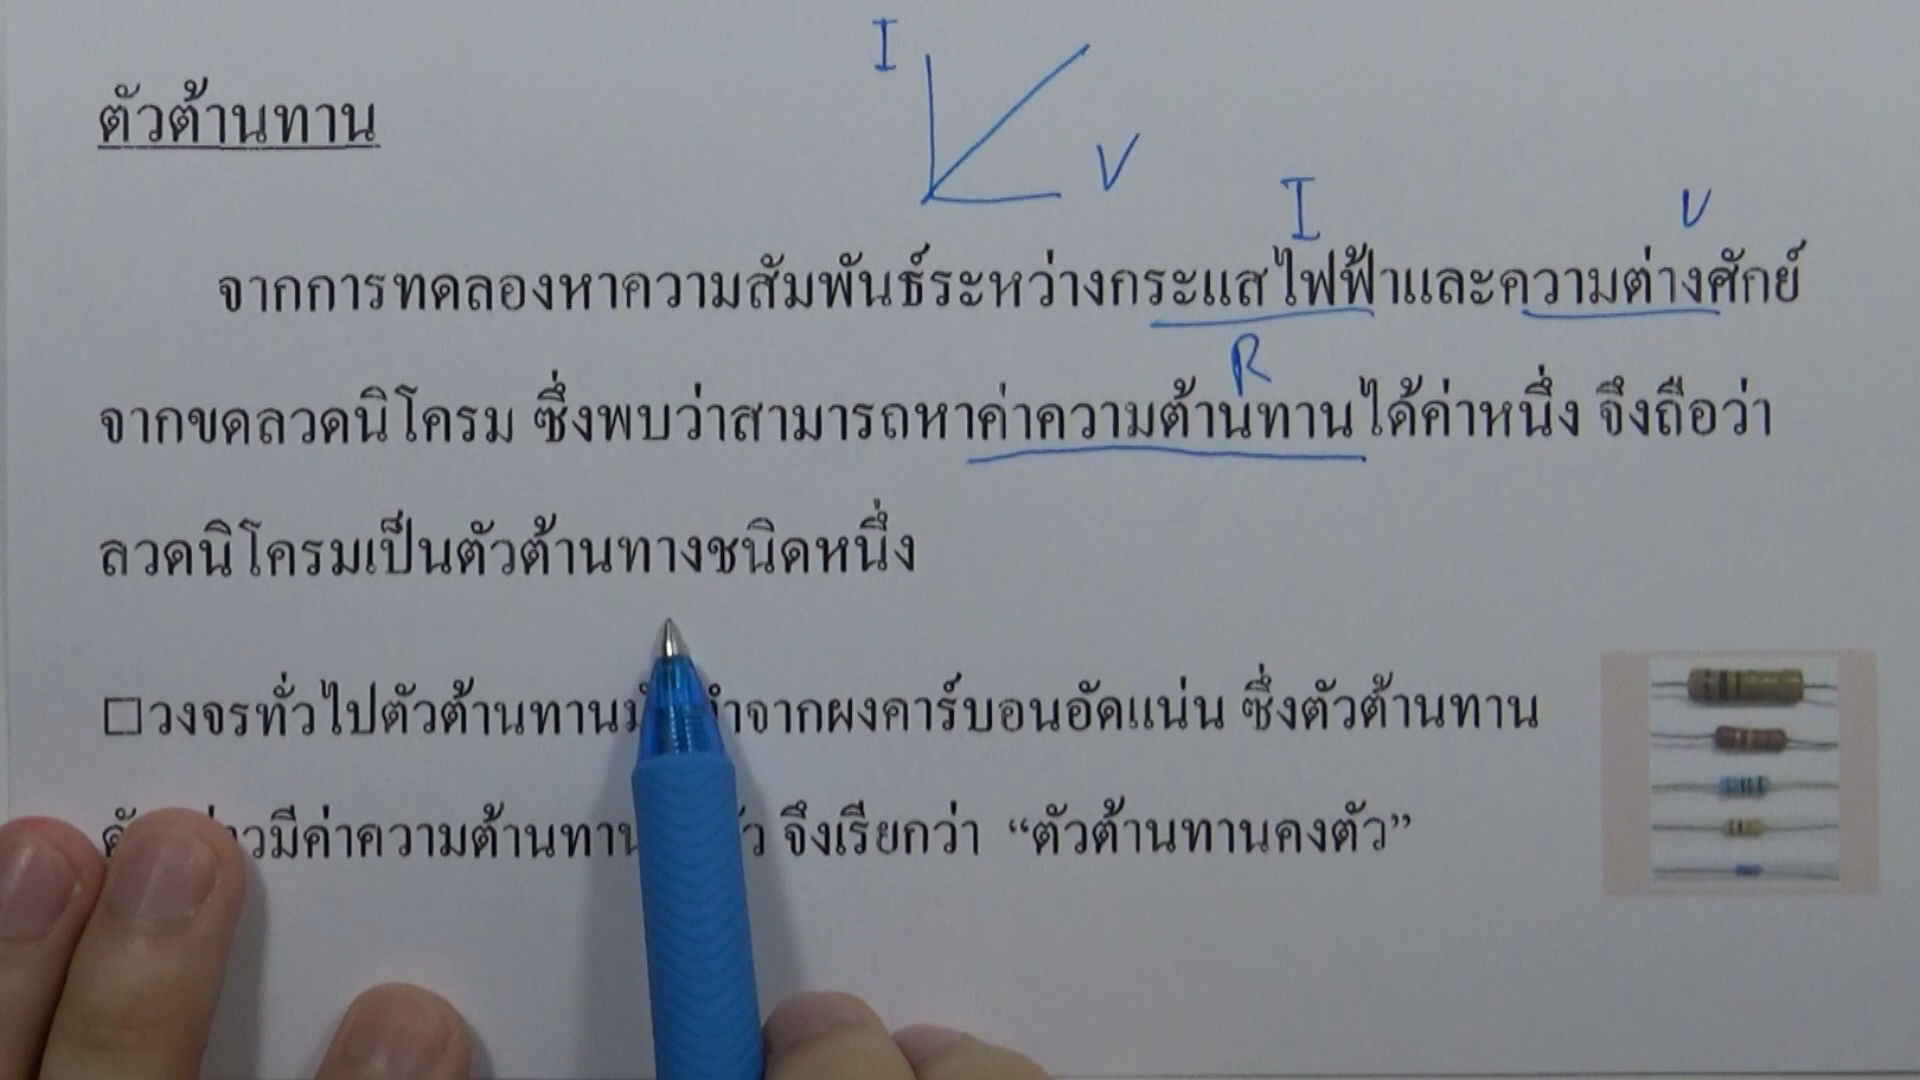 I
ตัวต้านทาน
V
I
v
จากการทดลองหาความสัมพันธ์ระหว่างกระแสไฟฟ้าและความต่างศักย์
R
จากขดลวดนิโครม ซึ่งพบว่าสามารถหาค่าความต้านทานได้ค่าหนึ่ง จึงถือว่า
ลวดนิโครมเป็นตัวต้านทางชนิดหนึ่ง
วงจรทั่วไปตัวต้านทาน จากผงคาร์บอนอัดแน่น ซึ่งตัวต้านทาน
มีค่าความต้านทาน จึงเรียกว่า “ตัวต้านทานคงตัว”